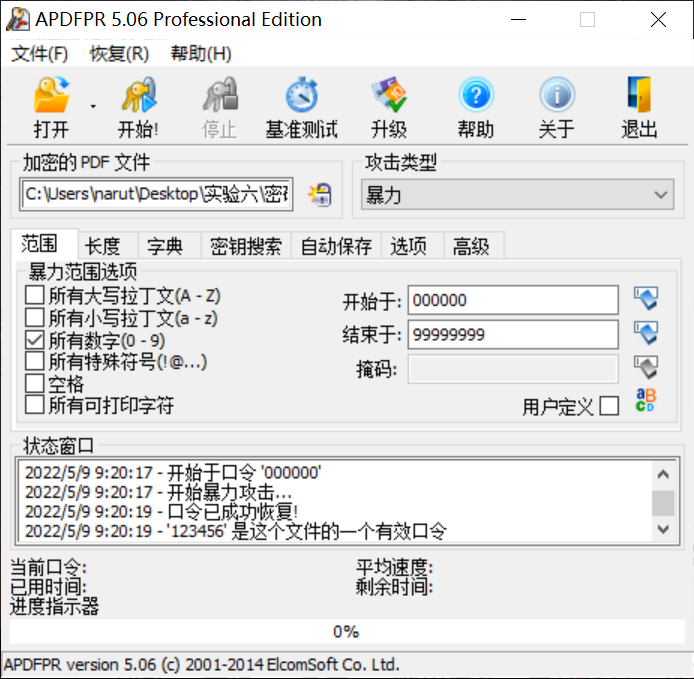 APDFPR 5.06 Professional Edition
文件(F) 恢复(R) 帮助(H)
打开 开始! 停止 基准测试 升级 帮助 关于 退出
加密的 PDF 文件 攻击类型
C:\Users\narut\Desktop\实验六\密 暴力
范围 长度 字典 密钥搜索 自动保存 选项 高级
暴力范围选项
所有大写拉丁文(A - Z)
所有小写拉丁文(a - z)
所有数字(0 - 9)
所有特殊符号(!@...)
空格
所有可打印字符
开始于: 000000
结束于: 99999999
掩码:
用户定义
状态窗口
2022/5/9 9:20:17 - 开始于口令 '000000'
2022/5/9 9:20:17 - 开始暴力攻击...
2022/5/9 9:20:19 - 口令已成功恢复!
2022/5/9 9:20:19 - '123456' 是这个文件的一个有效口令
当前口令: 平均速度:
已用时间: 剩余时间:
进度指示器
0%
APDFPR version 5.06 (c) 2001-2014 ElcomSoft Co. Ltd.